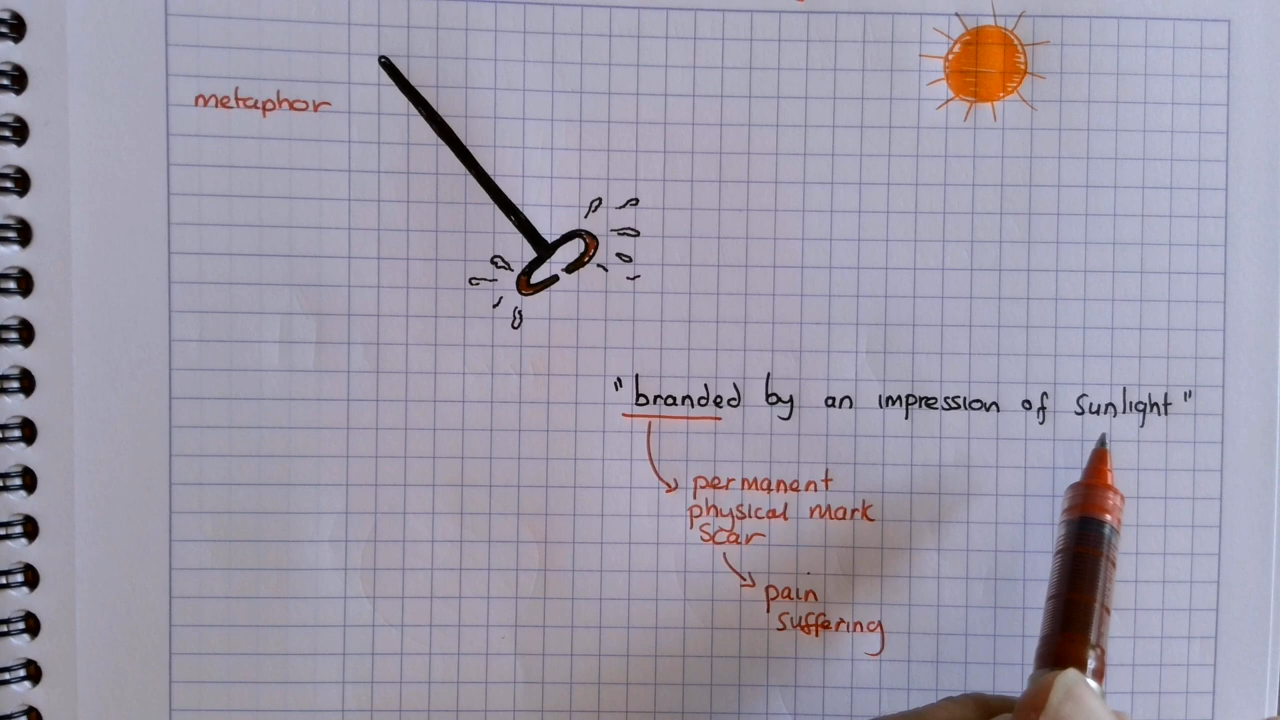 metaphor
"branded by an impression of sunlight"
permanent
physical mark
scar
pain
suffering